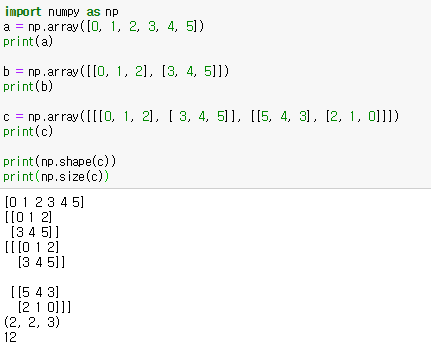 import numpy as np
a = np.array([0, 1, 2, 3, 4, 5])
print(a)
b = np.array([[0, 1, 2], [3, 4, 5]])
print(b)
c = np.array([[[0, 1, 2], [ 3, 4, 5]], [[5, 4, 3], [2, 1, 0]]])
print(c)
print(np.shape(c))
print(np.size(c))
[0 1 2 3 4 5]
[[0 1 2]
[3 4 5]]
[[[0 1 2]
[3 4 5]]
[[5 4 3]
[2 1 0]]]
(2, 2, 3)
12